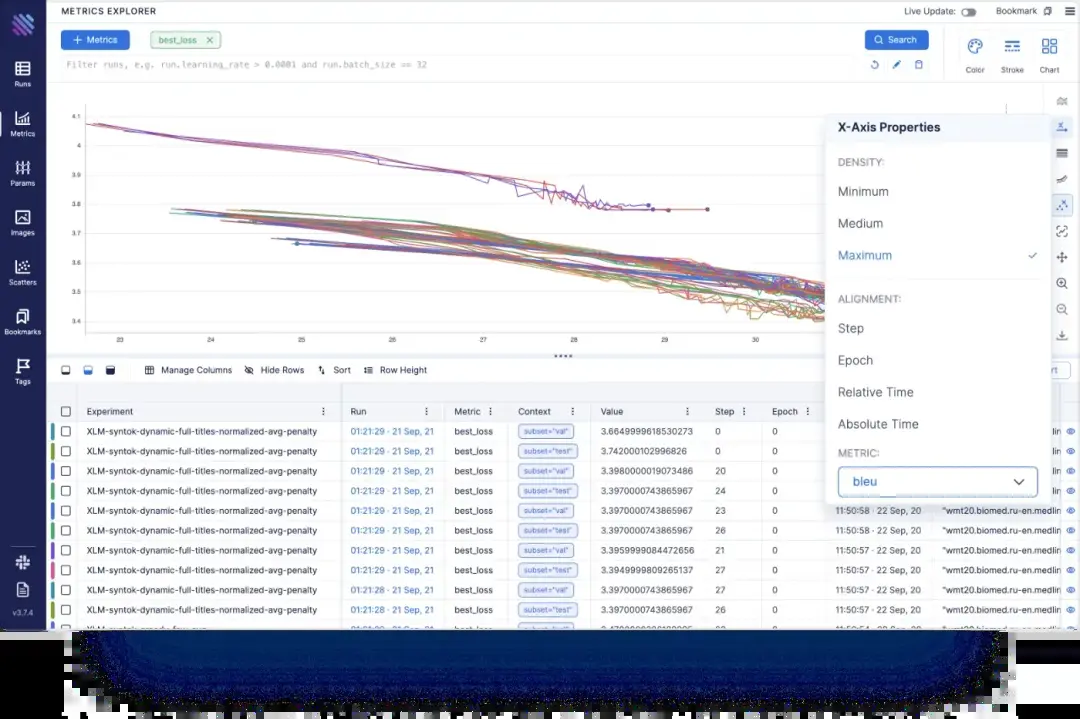 METRICS EXPLORER
Live Update:
Bookmark
+ Metrics
best_loss ×
Search
Filter runs, e.g. run.learning_rate > 0.0001 and run.batch_size == 32
Color
Stroke
Chart
Runs
Metrics
Params
Images
Scatters
Bookmarks
Tags
v3.7.4
4.1
4
3.9
3.8
3.7
3.6
3.5
3.4
23 24 25 26 27 28 29 30
X-Axis Properties
DENSITY:
Minimum
Medium
Maximum
ALIGNMENT:
Step
Epoch
Relative Time
Absolute Time
METRIC:
bleu
Manage Columns Hide Rows Sort Row Height
Experiment Run Metric Context Value Step Epoch
XLM-syntok-dynamic-full-titles-normalized-avg-penalty 01:21:29 · 21 Sep, 21 best_loss subset="val" 3.6649999618530273 0 0
XLM-syntok-dynamic-full-titles-normalized-avg-penalty 01:21:29 · 21 Sep, 21 best_loss subset="test" 3.742000102996826 0 0
XLM-syntok-dynamic-full-titles-normalized-avg-penalty 01:21:29 · 21 Sep, 21 best_loss subset="val" 3.3980000019073486 20 0
XLM-syntok-dynamic-full-titles-normalized-avg-penalty 01:21:29 · 21 Sep, 21 best_loss subset="test" 3.3970000743865967 24 0
XLM-syntok-dynamic-full-titles-normalized-avg-penalty 01:21:29 · 21 Sep, 21 best_loss subset="val" 3.3970000743865967 23 0 11:50:58 · 22 Sep, 20 "wmt20.biomed.ru-en.medlin
XLM-syntok-dynamic-full-titles-normalized-avg-penalty 01:21:29 · 21 Sep, 21 best_loss subset="test" 3.3970000743865967 26 0 11:50:58 · 22 Sep, 20 "wmt20.biomed.ru-en.medlin
XLM-syntok-dynamic-full-titles-normalized-avg-penalty 01:21:29 · 21 Sep, 21 best_loss subset="val" 3.3959999084472656 21 0 11:50:57 · 22 Sep, 20 "wmt20.biomed.ru-en.medlin
XLM-syntok-dynamic-full-titles-normalized-avg-penalty 01:21:29 · 21 Sep, 21 best_loss subset="test" 3.3949999809265137 27 0 11:50:57 · 22 Sep, 20 "wmt20.biomed.ru-en.medlin
XLM-syntok-dynamic-full-titles-normalized-avg-penalty 01:21:28 · 21 Sep, 21 best_loss subset="val" 3.3970000743865967 27 0 11:50:57 · 22 Sep, 20 "wmt20.biomed.ru-en.medlin
XLM-syntok-dynamic-full-titles-normalized-avg-penalty 01:21:28 · 21 Sep, 21 best_loss subset="test" 3.3970000743865967 26 0 11:50:57 · 22 Sep, 20 "wmt20.biomed.ru-en.medlin